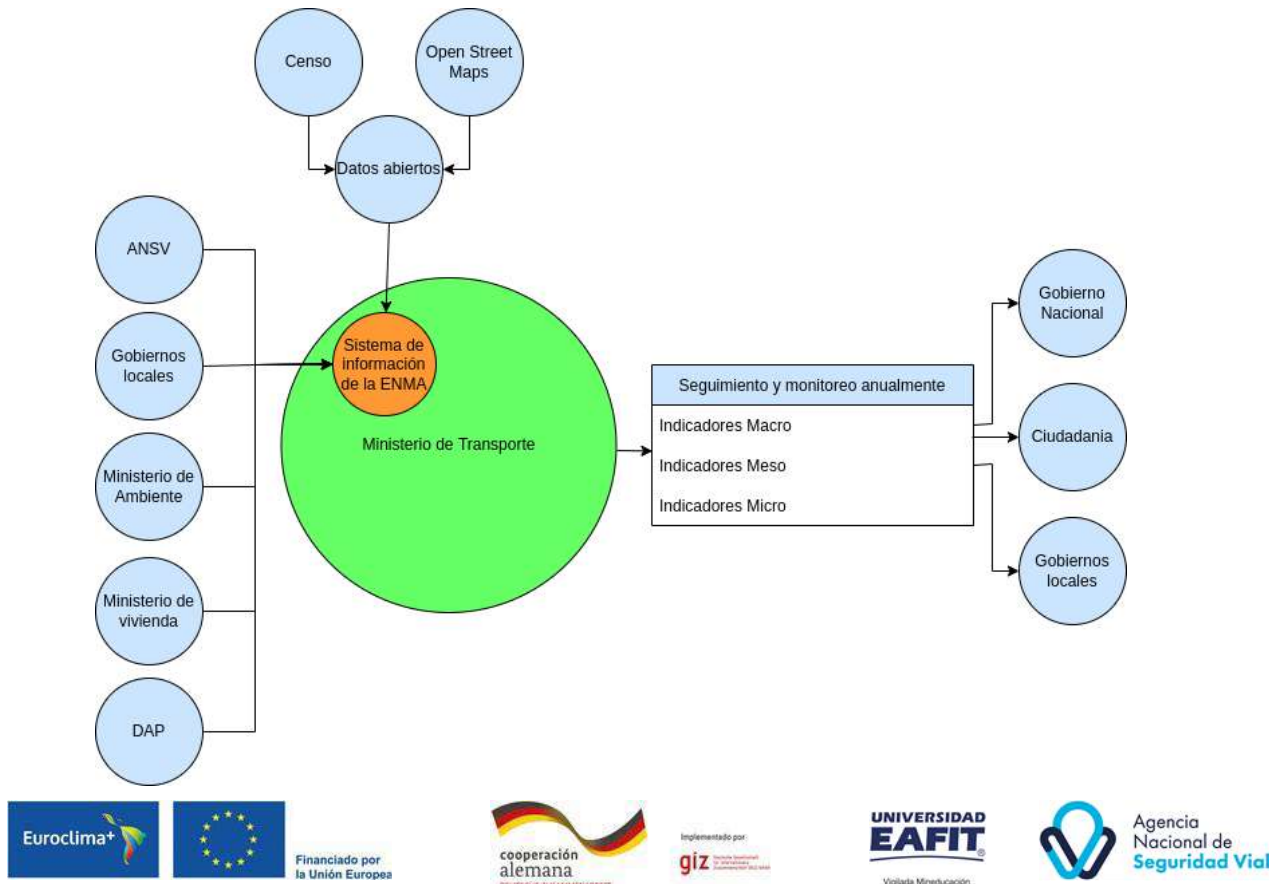 Censo
Open Street
Maps
Datos abiertos
ANSV
Gobiernos
locales
Ministerio de
Ambiente
Ministerio de
vivienda
DAP
Sistema de
información
de la ENMA
Ministerio de Transporte
Seguimiento y monitoreo anualmente
Indicadores Macro
Indicadores Meso
Indicadores Micro
Gobierno
Nacional
Ciudadania
Gobiernos
locales
Euroclima+
Financiado por
la Unión Europea
cooperación
alemana
Implementado por:
giz
UNIVERSIDAD
EAFIT
Vigilada Mineducación
Agencia
Nacional de
Seguridad Vial